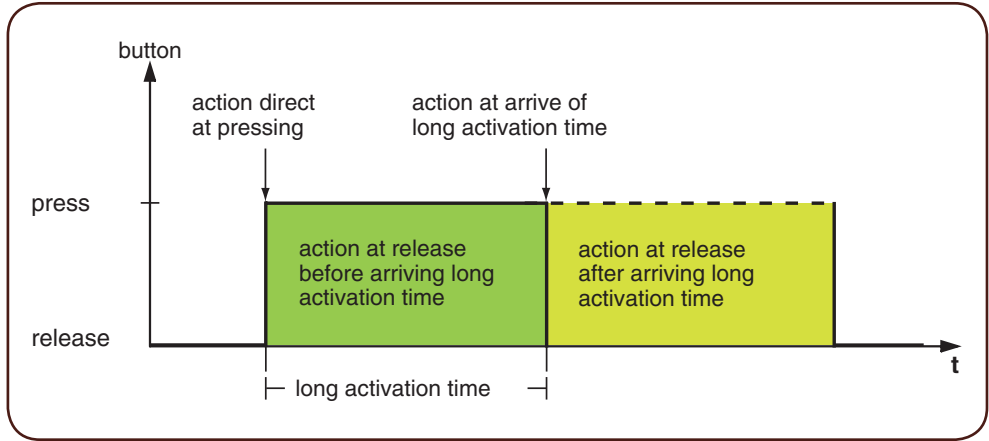 button
action direct
at pressing
action at arrive of
long activation time
press
action at release
before arriving long
activation time
action at release
after arriving long
activation time
release
t
long activation time